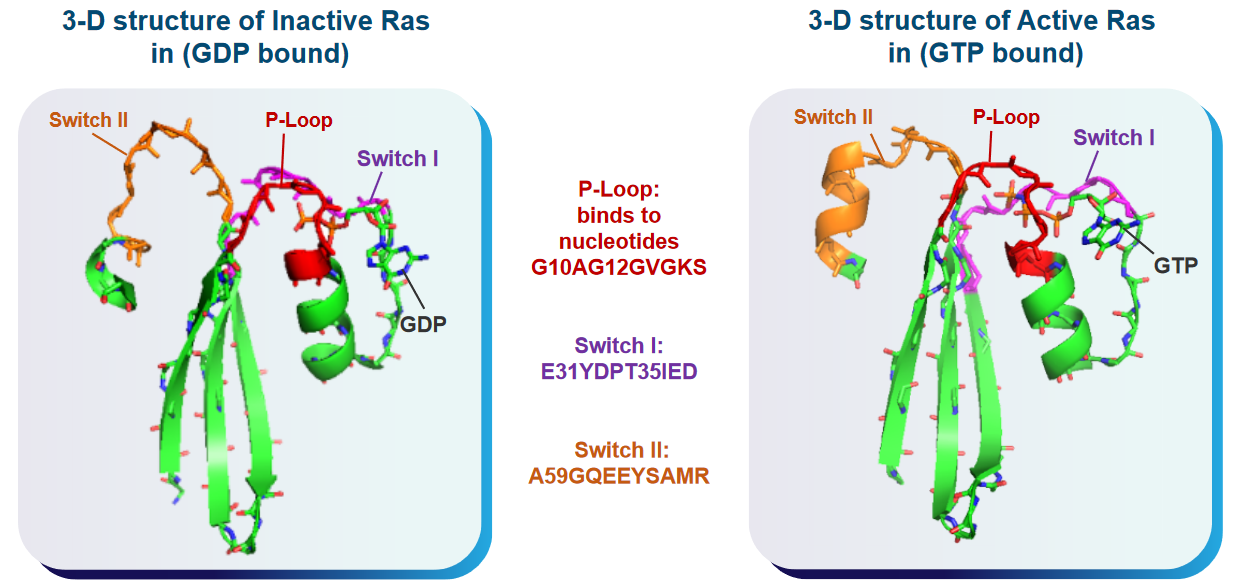 3-D structure of Inactive Ras
in (GDP bound)
Switch II
P-Loop
Switch I
GDP
P-Loop:
binds to
nucleotides
G10AG12GVGKS
Switch I:
E31YDPT35IED
Switch II:
A59GQEEYSAMR
3-D structure of Active Ras
in (GTP bound)
Switch II
P-Loop
Switch I
GTP